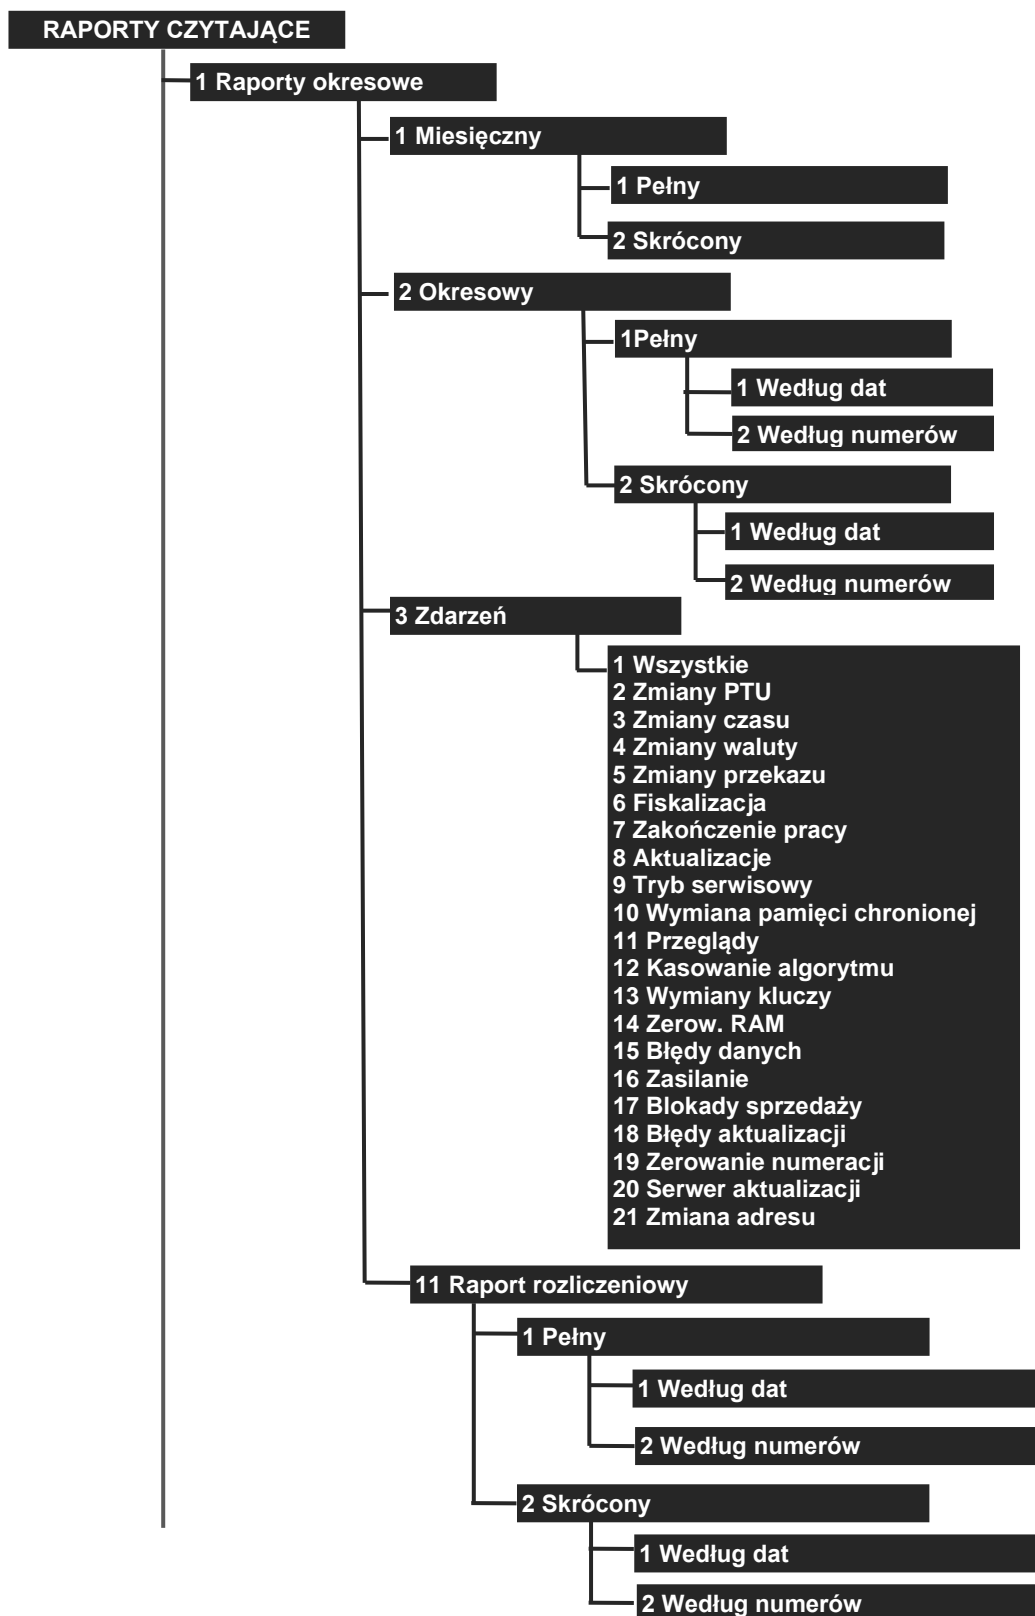 RAPORTY CZYTAJĄCE
1 Raporty okresowe
1 Miesięczny
1 Pełny
2 Skrócony
2 Okresowy
1Pełny
1 Według dat
2 Według numerów
2 Skrócony
1 Według dat
2 Według numerów
3 Zdarzeń
1 Wszystkie
2 Zmiany PTU
3 Zmiany czasu
4 Zmiany waluty
5 Zmiany przekazu
6 Fiskalizacja
7 Zakończenie pracy
8 Aktualizacje
9 Tryb serwisowy
10 Wymiana pamięci chronionej
11 Przeglądy
12 Kasowanie algorytmu
13 Wymiany kluczy
14 Zerow. RAM
15 Błędy danych
16 Zasilanie
17 Blokady sprzedaży
18 Błędy aktualizacji
19 Zerowanie numeracji
20 Serwer aktualizacji
21 Zmiana adresu
11 Raport rozliczeniowy
1 Pełny
1 Według dat
2 Według numerów
2 Skrócony
1 Według dat
2 Według numerów